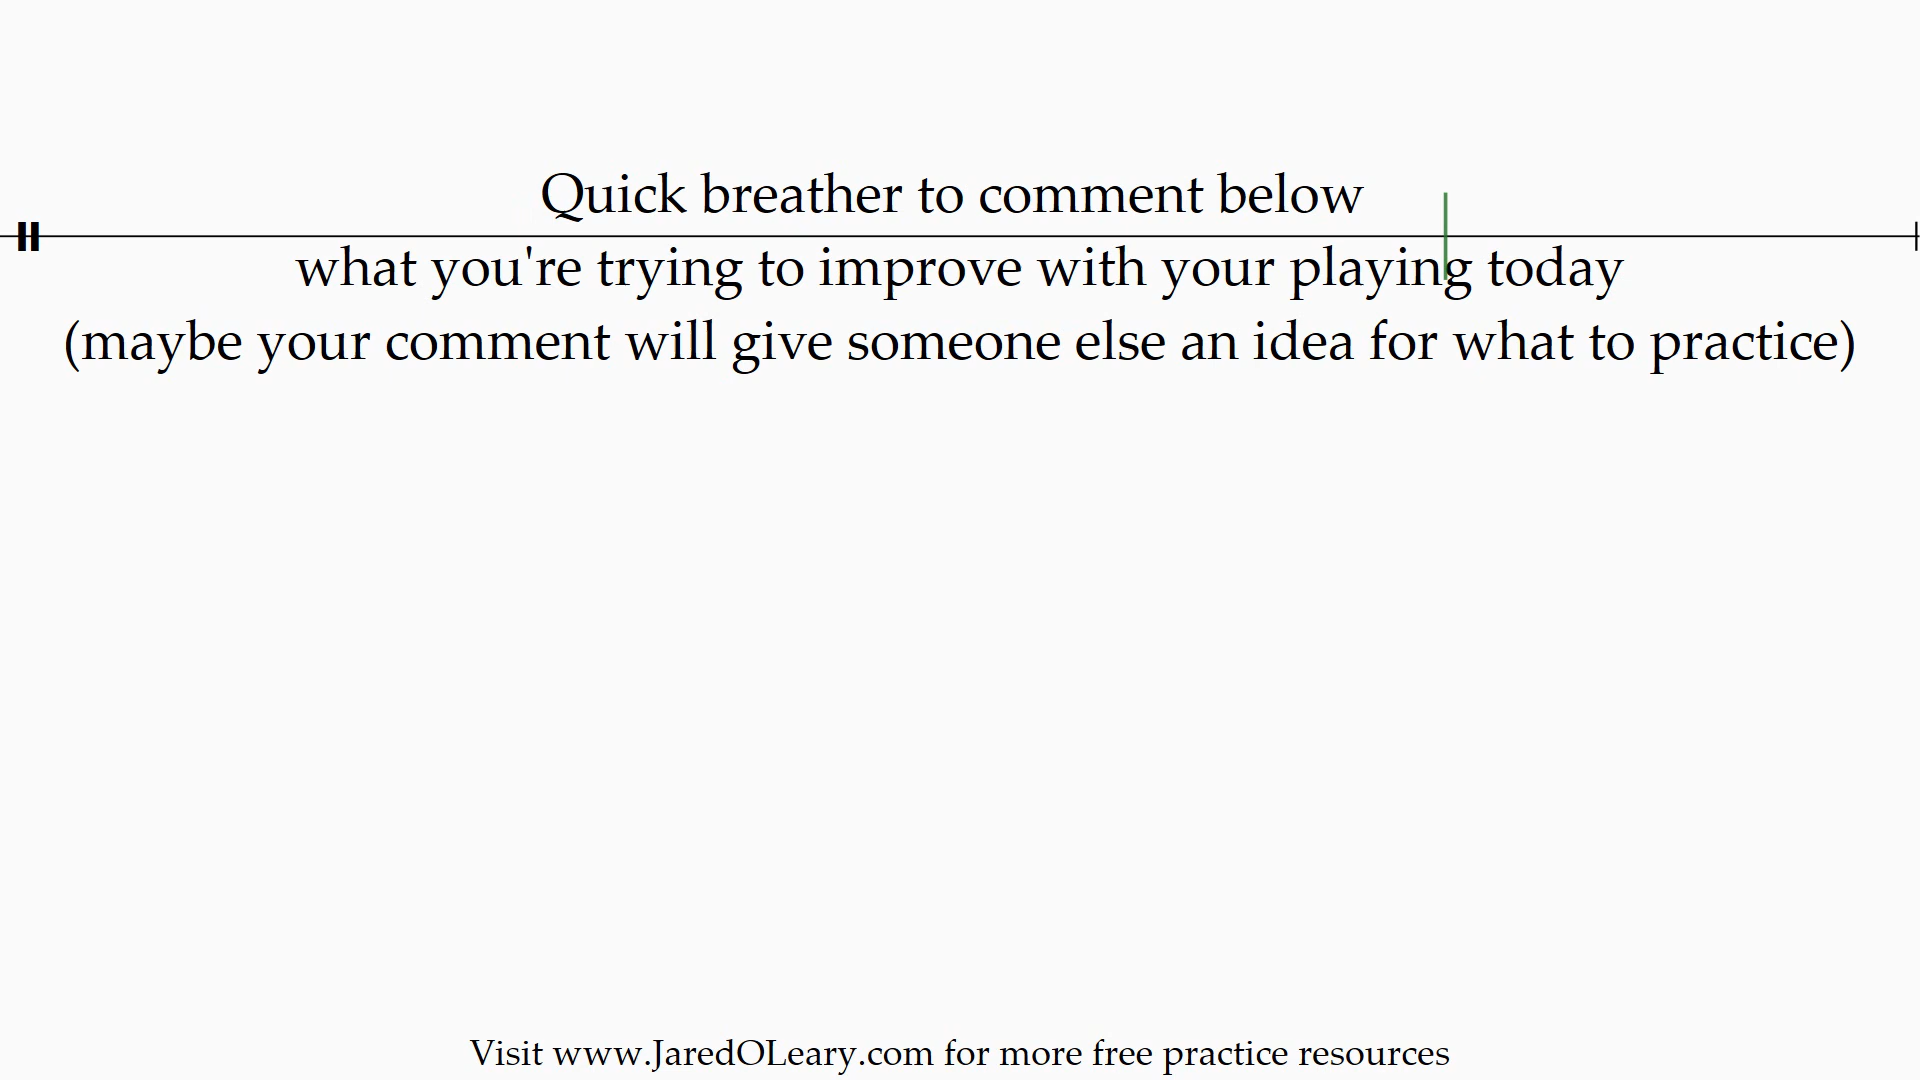 Quick breather to comment below
what you're trying to improve with your playing today
(maybe your comment will give someone else an idea for what to practice)
Visit www.JaredOLeary.com for more free practice resources